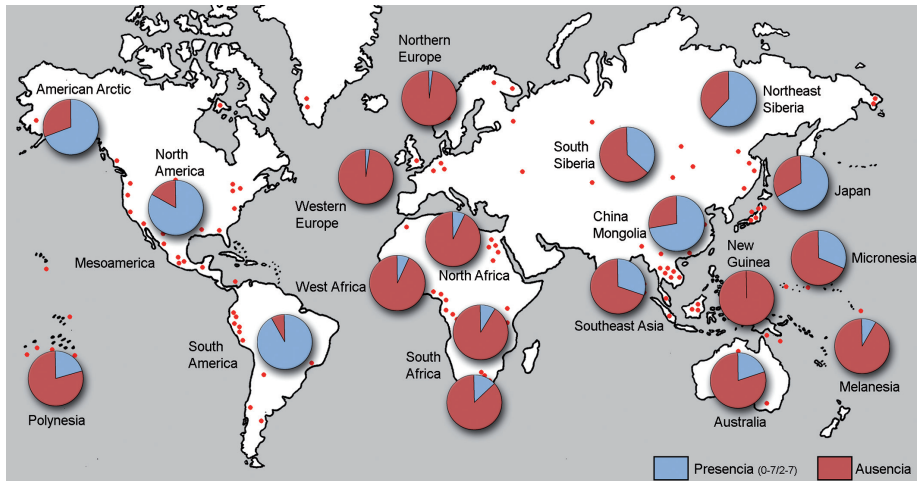 Northern
Europe
American Arctic
Northeast
Siberia
North
America
South
Siberia
Western
Europe
Japan
China
Mongolia
New
Guinea
Mesoamerica
West Africa
North Africa
Micronesia
Southeast Asia
South
America
South
Africa
Polynesia
Australia
Melanesia
Presencia (0-7/2-7)
Ausencia